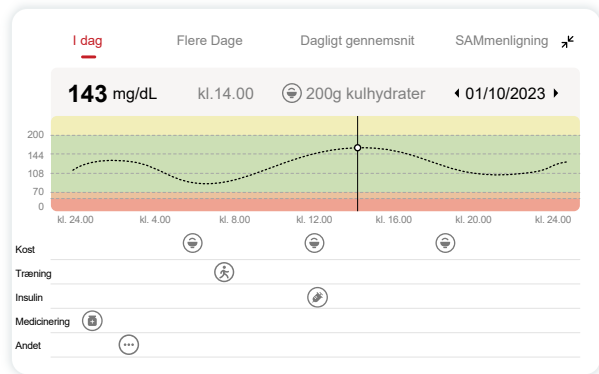 I dag Flere Dage Dagligt gennemsnit SAMmenligning
143 mg/dL kl.14.00 200g kulhydrater 01/10/2023
200
144
108
70
0
kl. 24.00 kl. 4.00 kl. 8.00 kl. 12.00 kl. 16.00 kl. 20.00 kl. 24.00
Kost
Træning
Insulin
Medicinering
Andet